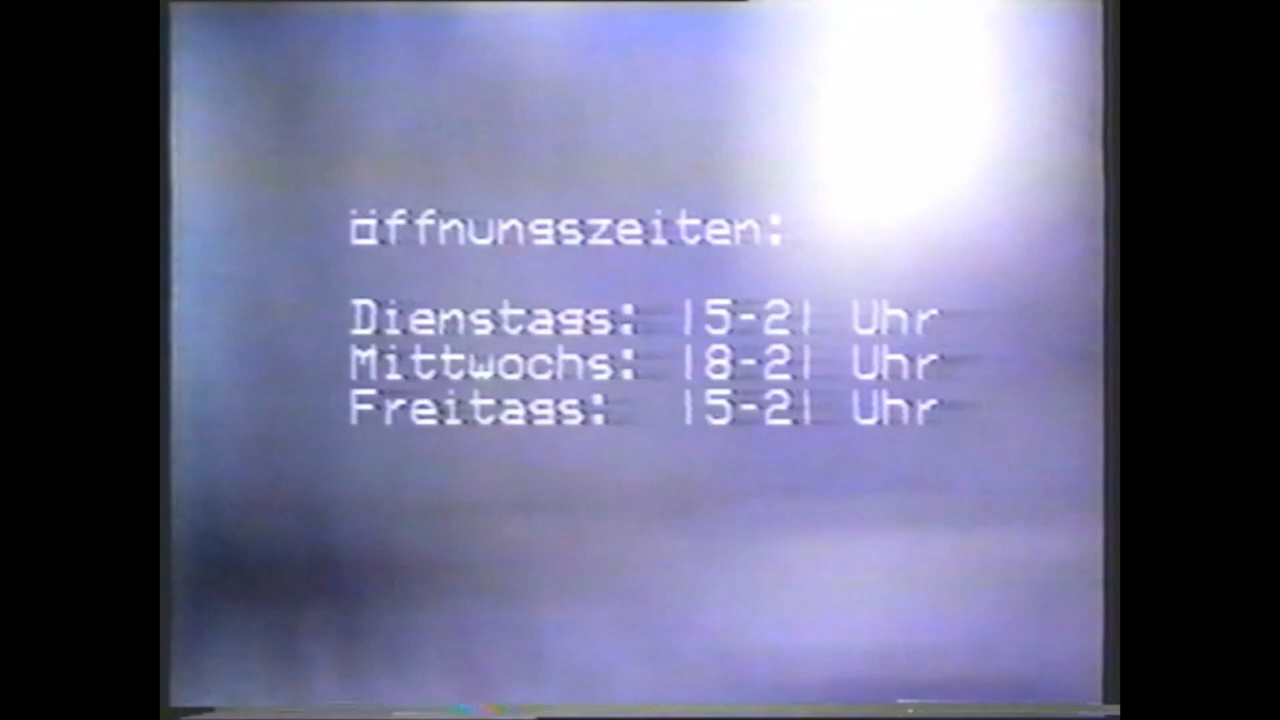 Öffnungszeiten:
Dienstags: 15-21 Uhr
Mittwochs: 18-21 Uhr
Freitags: 15-21 Uhr